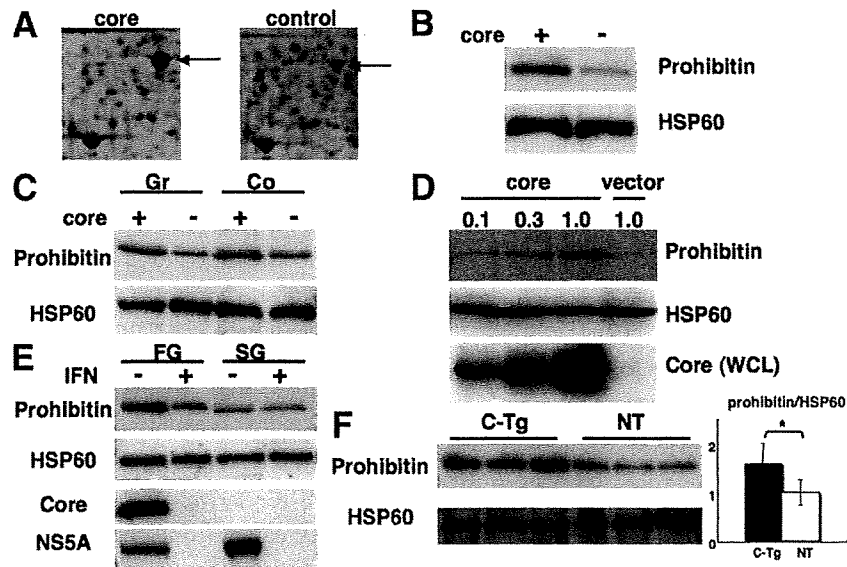 A
core
control
B
core + -
Prohibitin
HSP60
C
Gr Co
core + - + -
Prohibitin
HSP60
D
core vector
0.1 0.3 1.0 1.0
Prohibitin
HSP60
Core (WCL)
E
FG SG
IFN - + - +
Prohibitin
HSP60
Core
NS5A
F
C-Tg NT
Prohibitin
HSP60
prohibitin/HSP60
*
2
1
0
C-Tg NT